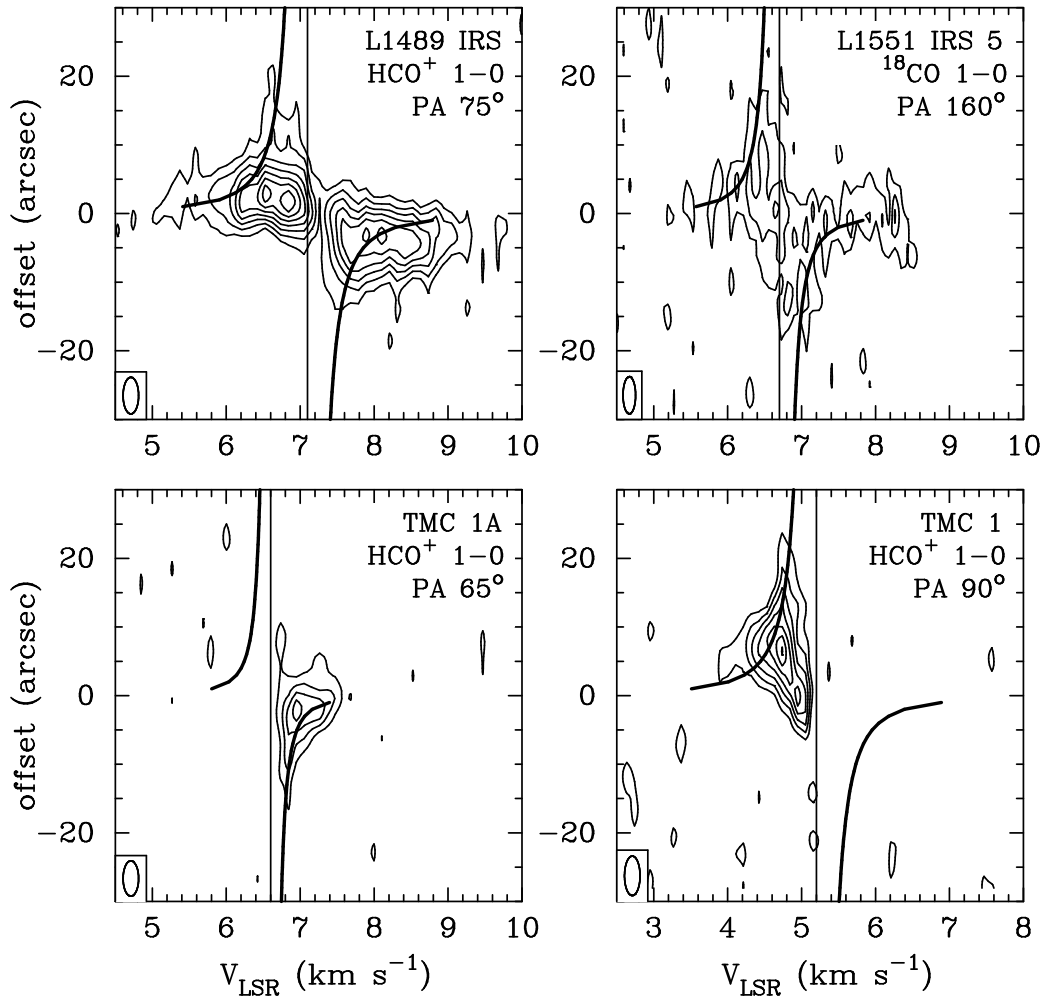 L1489 IRS
HCO⁺ 1−0
PA 75°
20
0
−20
offset (arcsec)
5 6 7 8 9 10
L1551 IRS 5
¹⁸CO 1−0
PA 160°
20
0
−20
5 6 7 8 9 10
TMC 1A
HCO⁺ 1−0
PA 65°
20
0
−20
offset (arcsec)
5 6 7 8 9 10
V_LSR (km s⁻¹)
TMC 1
HCO⁺ 1−0
PA 90°
20
0
−20
3 4 5 6 7 8
V_LSR (km s⁻¹)